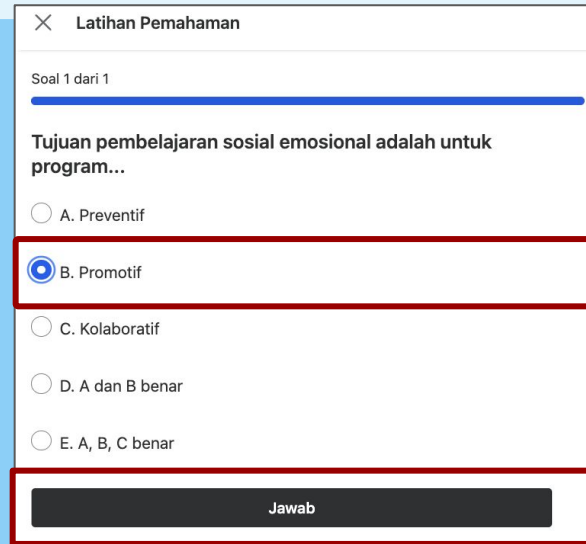 Latihan Pemahaman
Soal 1 dari 1
Tujuan pembelajaran sosial emosional adalah untuk
program...
A. Preventif
B. Promotif
C. Kolaboratif
D. A dan B benar
E. A, B, C benar
Jawab